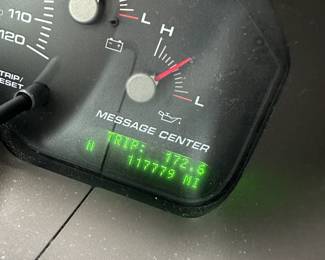 110
120
L H
L
TRIP/
RESET
MESSAGE CENTER
TRIP: 172.6
N 117779 MI